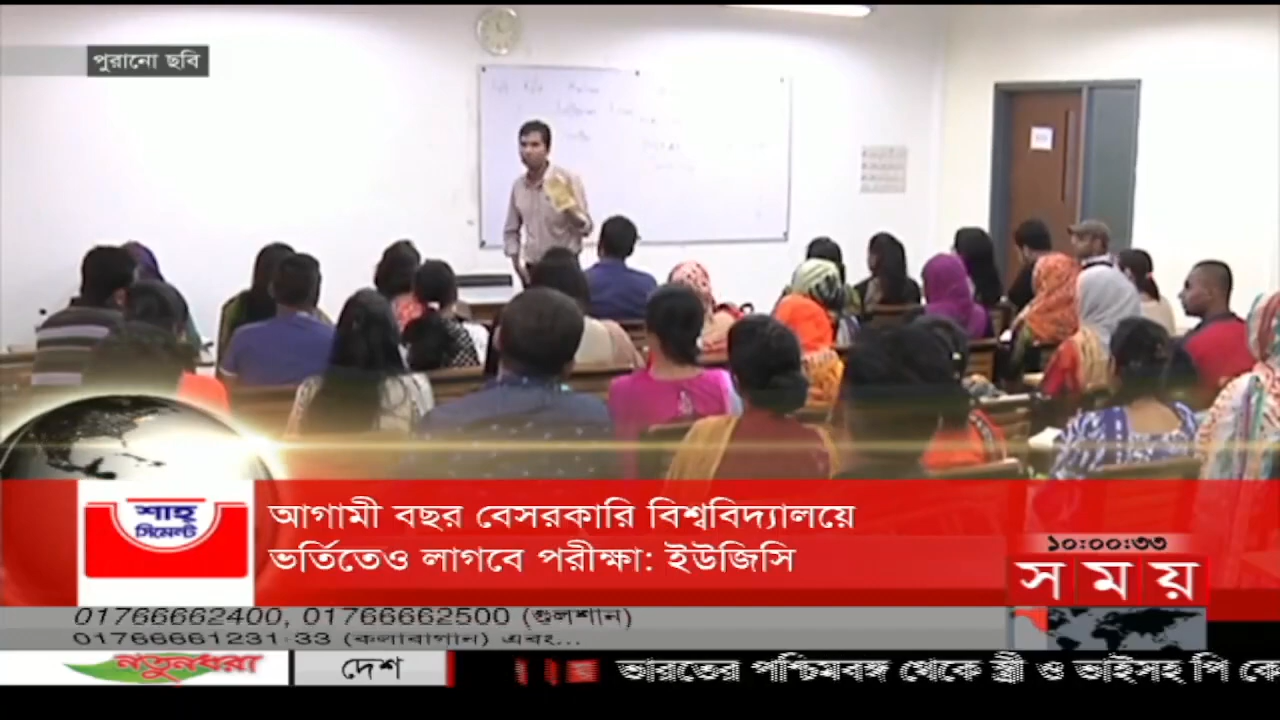 পুরানো ছবি
শাহ্
সিমেন্ট
আগামী বছর বেসরকারি বিশ্ববিদ্যালয়ে
ভর্তিতেও লাগবে পরীক্ষা: ইউজিসি
১০:০০:৩৩
সময়
01766662400, 01766662500 (গুলশান)
01766661231-33 (কলাবাগান) এবং...
নতুনধরা
দেশ
ভারতের পশ্চিমবঙ্গ থেকে স্ত্রী ও ভাইসহ পি কে